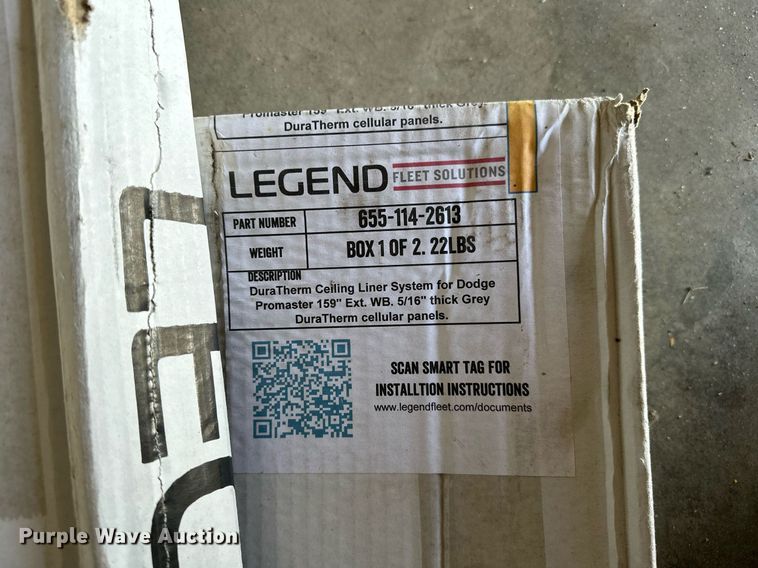 Promaster 159" Ext. WB. 5/16" thick Grey
DuraTherm cellular panels.
LEGEND FLEET SOLUTIONS
PART NUMBER 655-114-2613
WEIGHT BOX 1 OF 2. 22LBS
DESCRIPTION
DuraTherm Ceiling Liner System for Dodge
Promaster 159" Ext. WB. 5/16" thick Grey
DuraTherm cellular panels.
SCAN SMART TAG FOR
INSTALLTION INSTRUCTIONS
www.legendfleet.com/documents
Purple Wave Auction